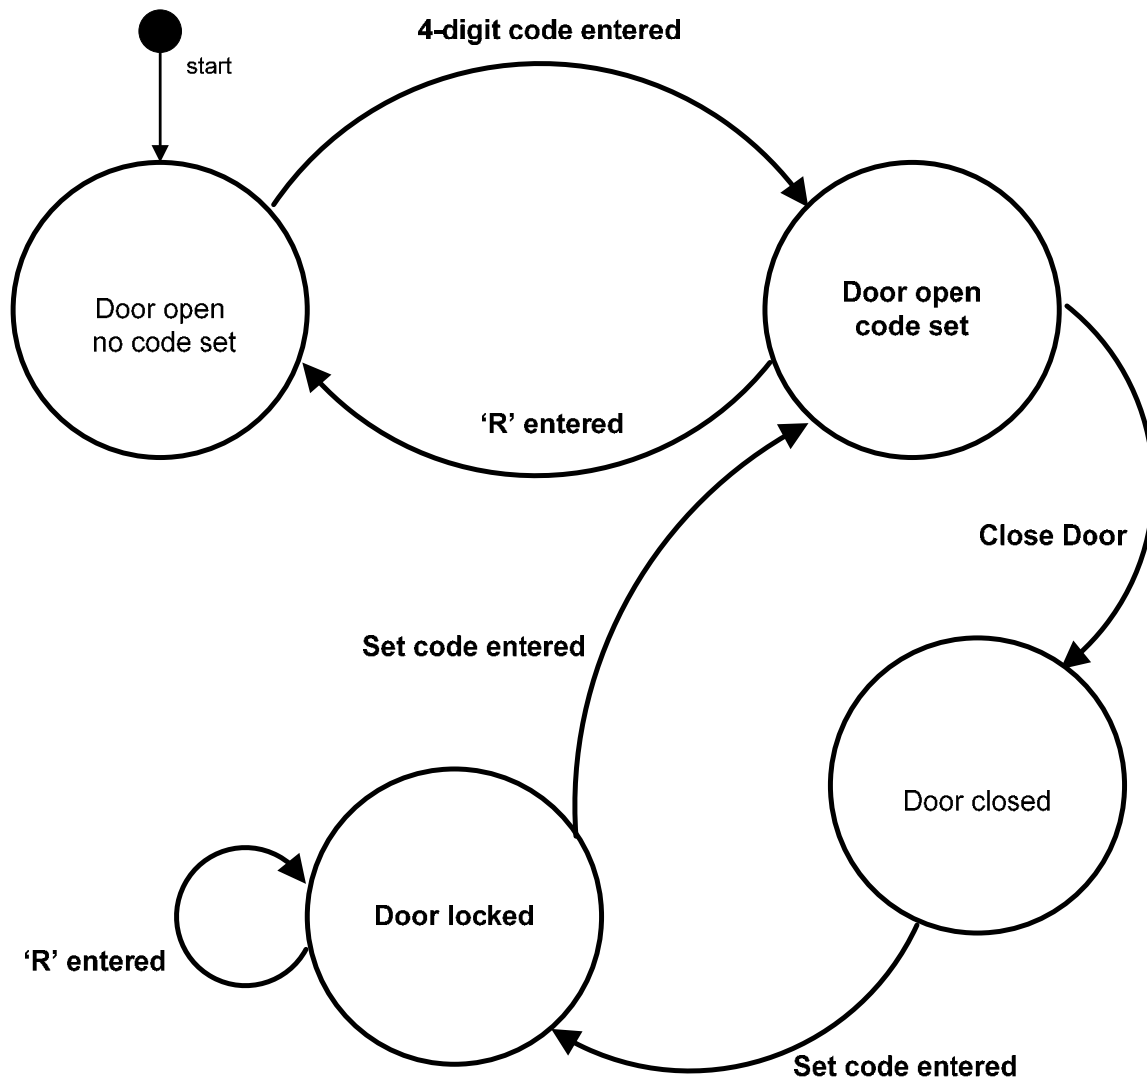 4-digit code entered
start
Door open
no code set
Door open
code set
‘R’ entered
Close Door
Set code entered
Door closed
Door locked
‘R’ entered
Set code entered